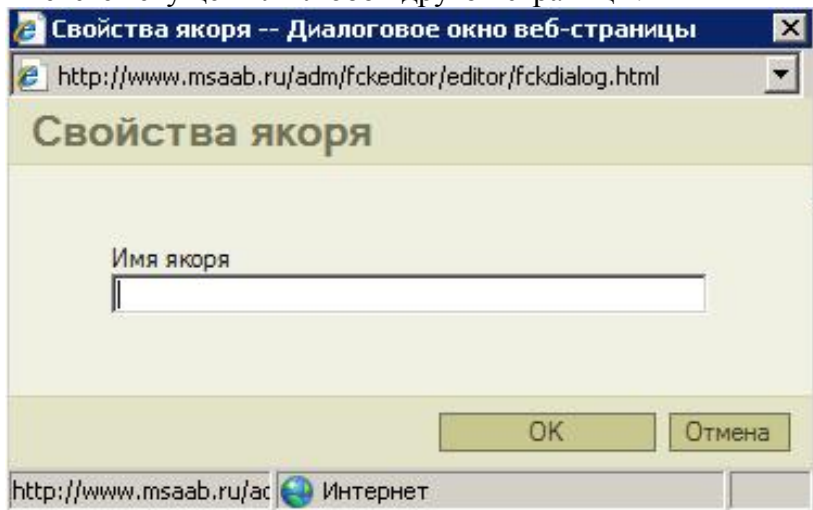 Свойства якоря -- Диалоговое окно веб-страницы
http://www.msaab.ru/adm/fckeditor/editor/fckdialog.html
Свойства якоря
Имя якоря
OK Отмена
http://www.msaab.ru/ac Интернет